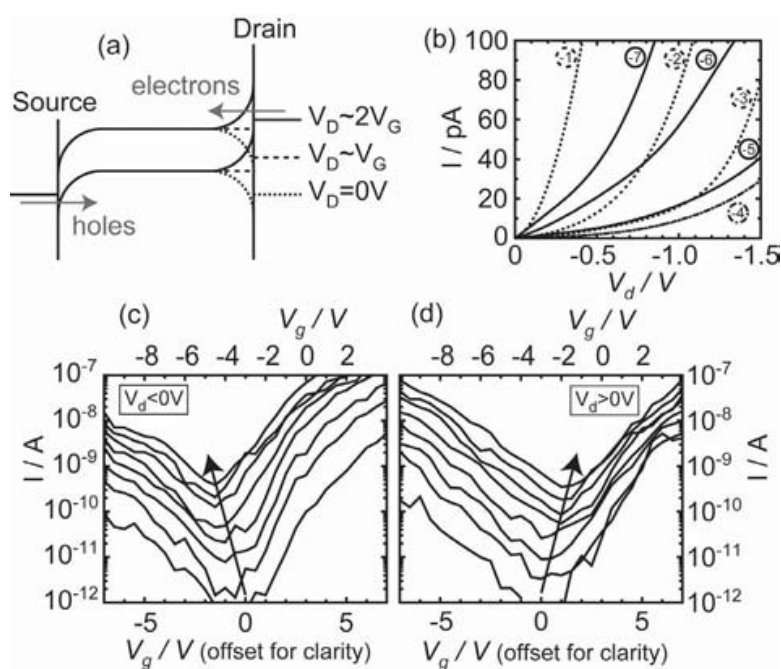 (a)
Drain
Source
electrons
V_D~2V_G
V_D~V_G
V_D=0V
holes
(b)
100
80
60
40
20
0
I / pA
-1
-7
-2
-6
-3
-5
-4
0 -0.5 -1.0 -1.5
V_d / V
(c)
V_g / V
-8 -6 -4 -2 0 2
10^-7
10^-8
10^-9
10^-10
10^-11
10^-12
I / A
V_d<0V
-5 0 5
V_g / V (offset for clarity)
(d)
V_g / V
-8 -6 -4 -2 0 2
V_d>0V
10^-7
10^-8
10^-9
10^-10
10^-11
10^-12
I / A
-5 0 5
V_g / V (offset for clarity)